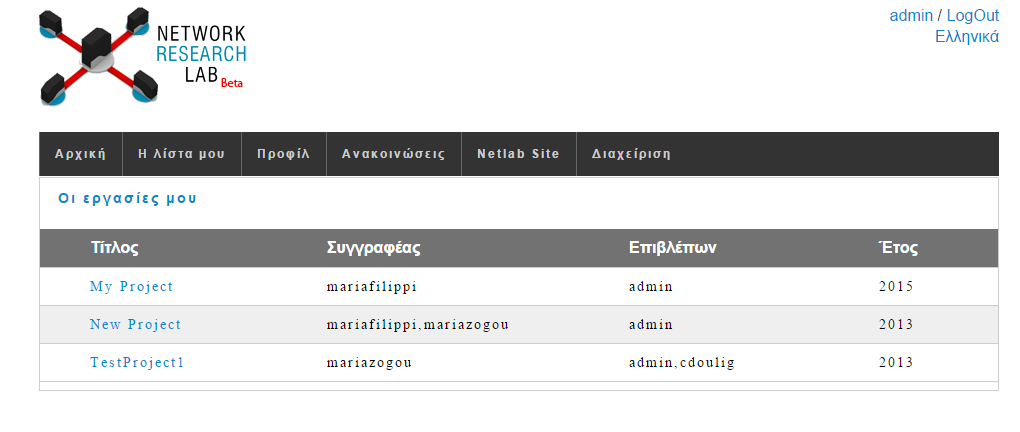 NETWORK
RESEARCH
LAB Beta
admin / LogOut
Ελληνικά
Αρχική Η λίστα μου Προφίλ Ανακοινώσεις Netlab Site Διαχείριση
Οι εργασίες μου
Τίτλος Συγγραφέας Επιβλέπων Έτος
My Project mariafilippi admin 2015
New Project mariafilippi,mariazogou admin 2013
TestProject1 mariazogou admin,cdoulig 2013